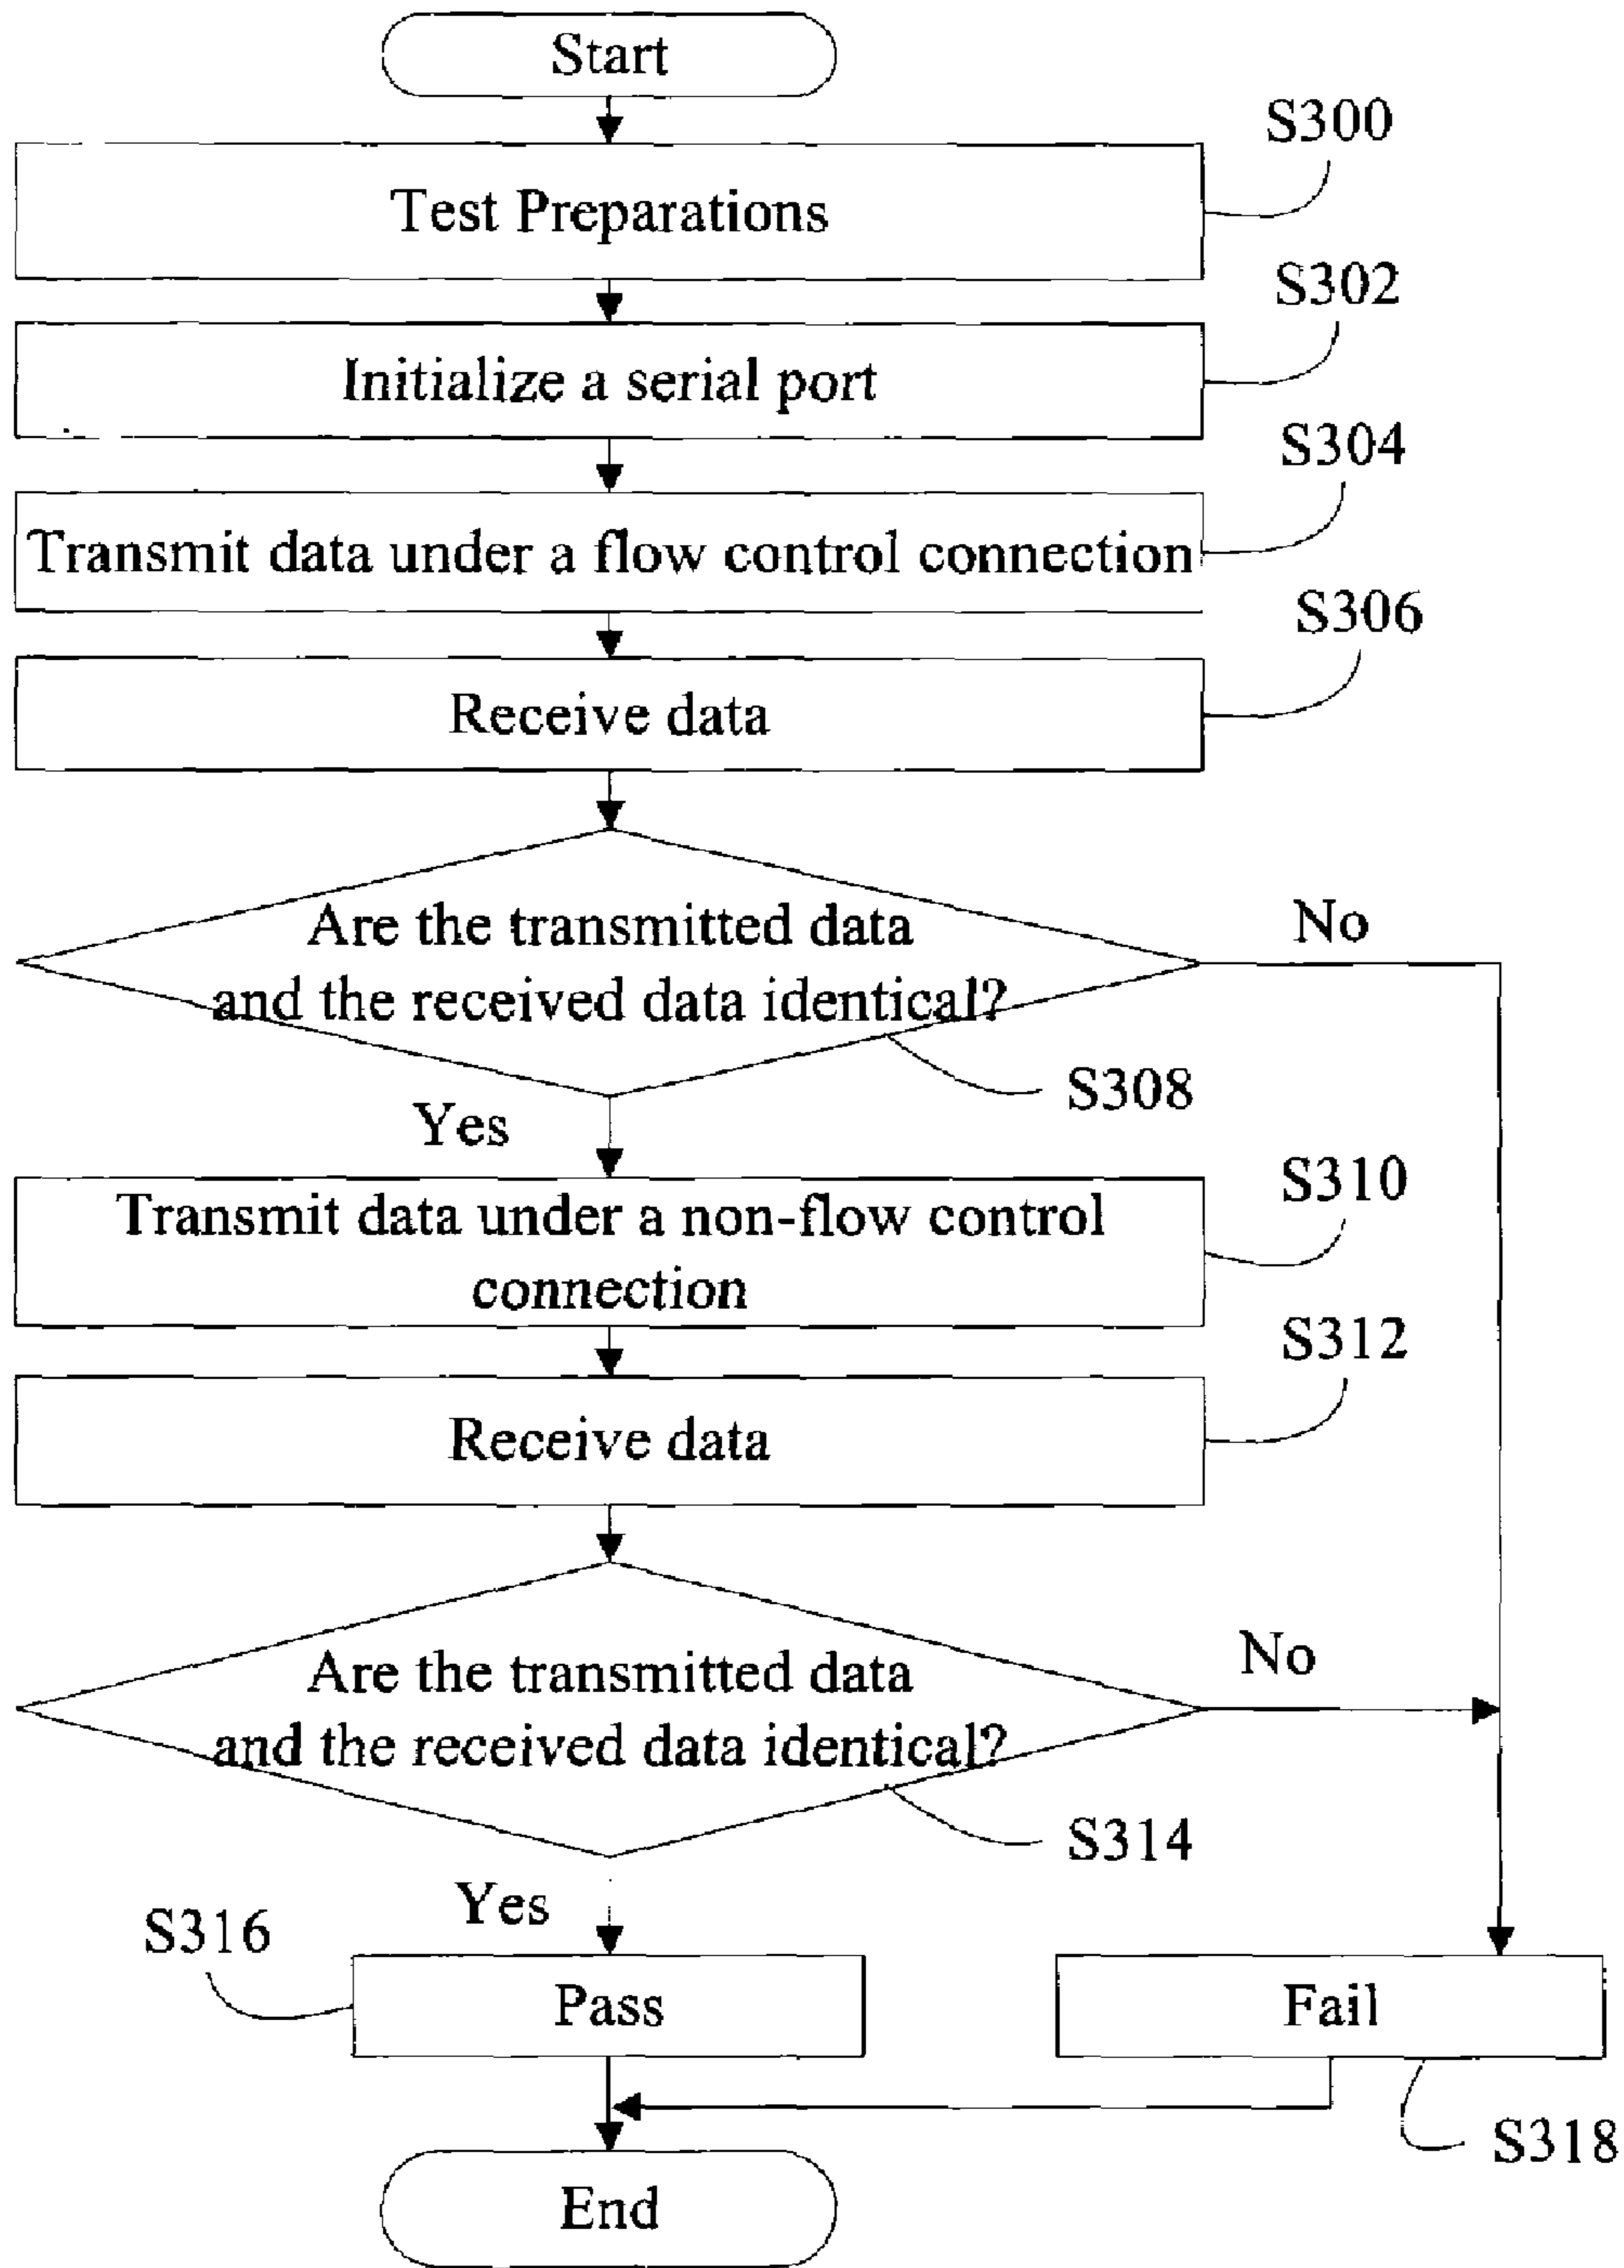 Start
S300
Test Preparations
S302
Initialize a serial port
S304
Transmit data under a flow control connection
S306
Receive data
Are the transmitted data
and the received data identical?
No
S308
Yes
S310
Transmit data under a non-flow control
connection
S312
Receive data
Are the transmitted data
and the received data identical?
No
S314
Yes
S316
Pass
Fail
S318
End